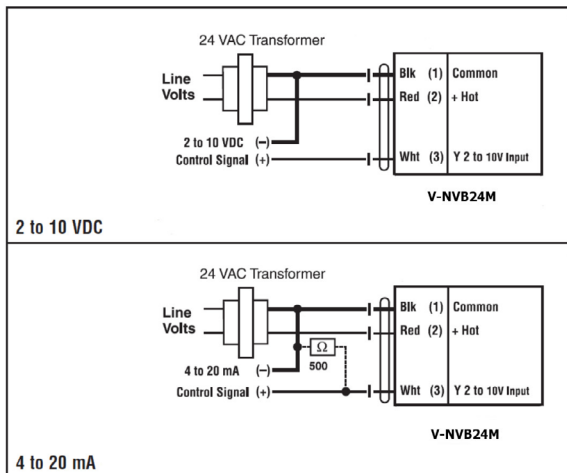 24 VAC Transformer
Line
Volts
Blk (1) Common
Red (2) + Hot
2 to 10 VDC (–)
Control Signal (+)
Wht (3) Y 2 to 10V Input
V-NVB24M
2 to 10 VDC
24 VAC Transformer
Line
Volts
Blk (1) Common
Red (2) + Hot
Ω
500
4 to 20 mA (–)
Control Signal (+)
Wht (3) Y 2 to 10V Input
V-NVB24M
4 to 20 mA